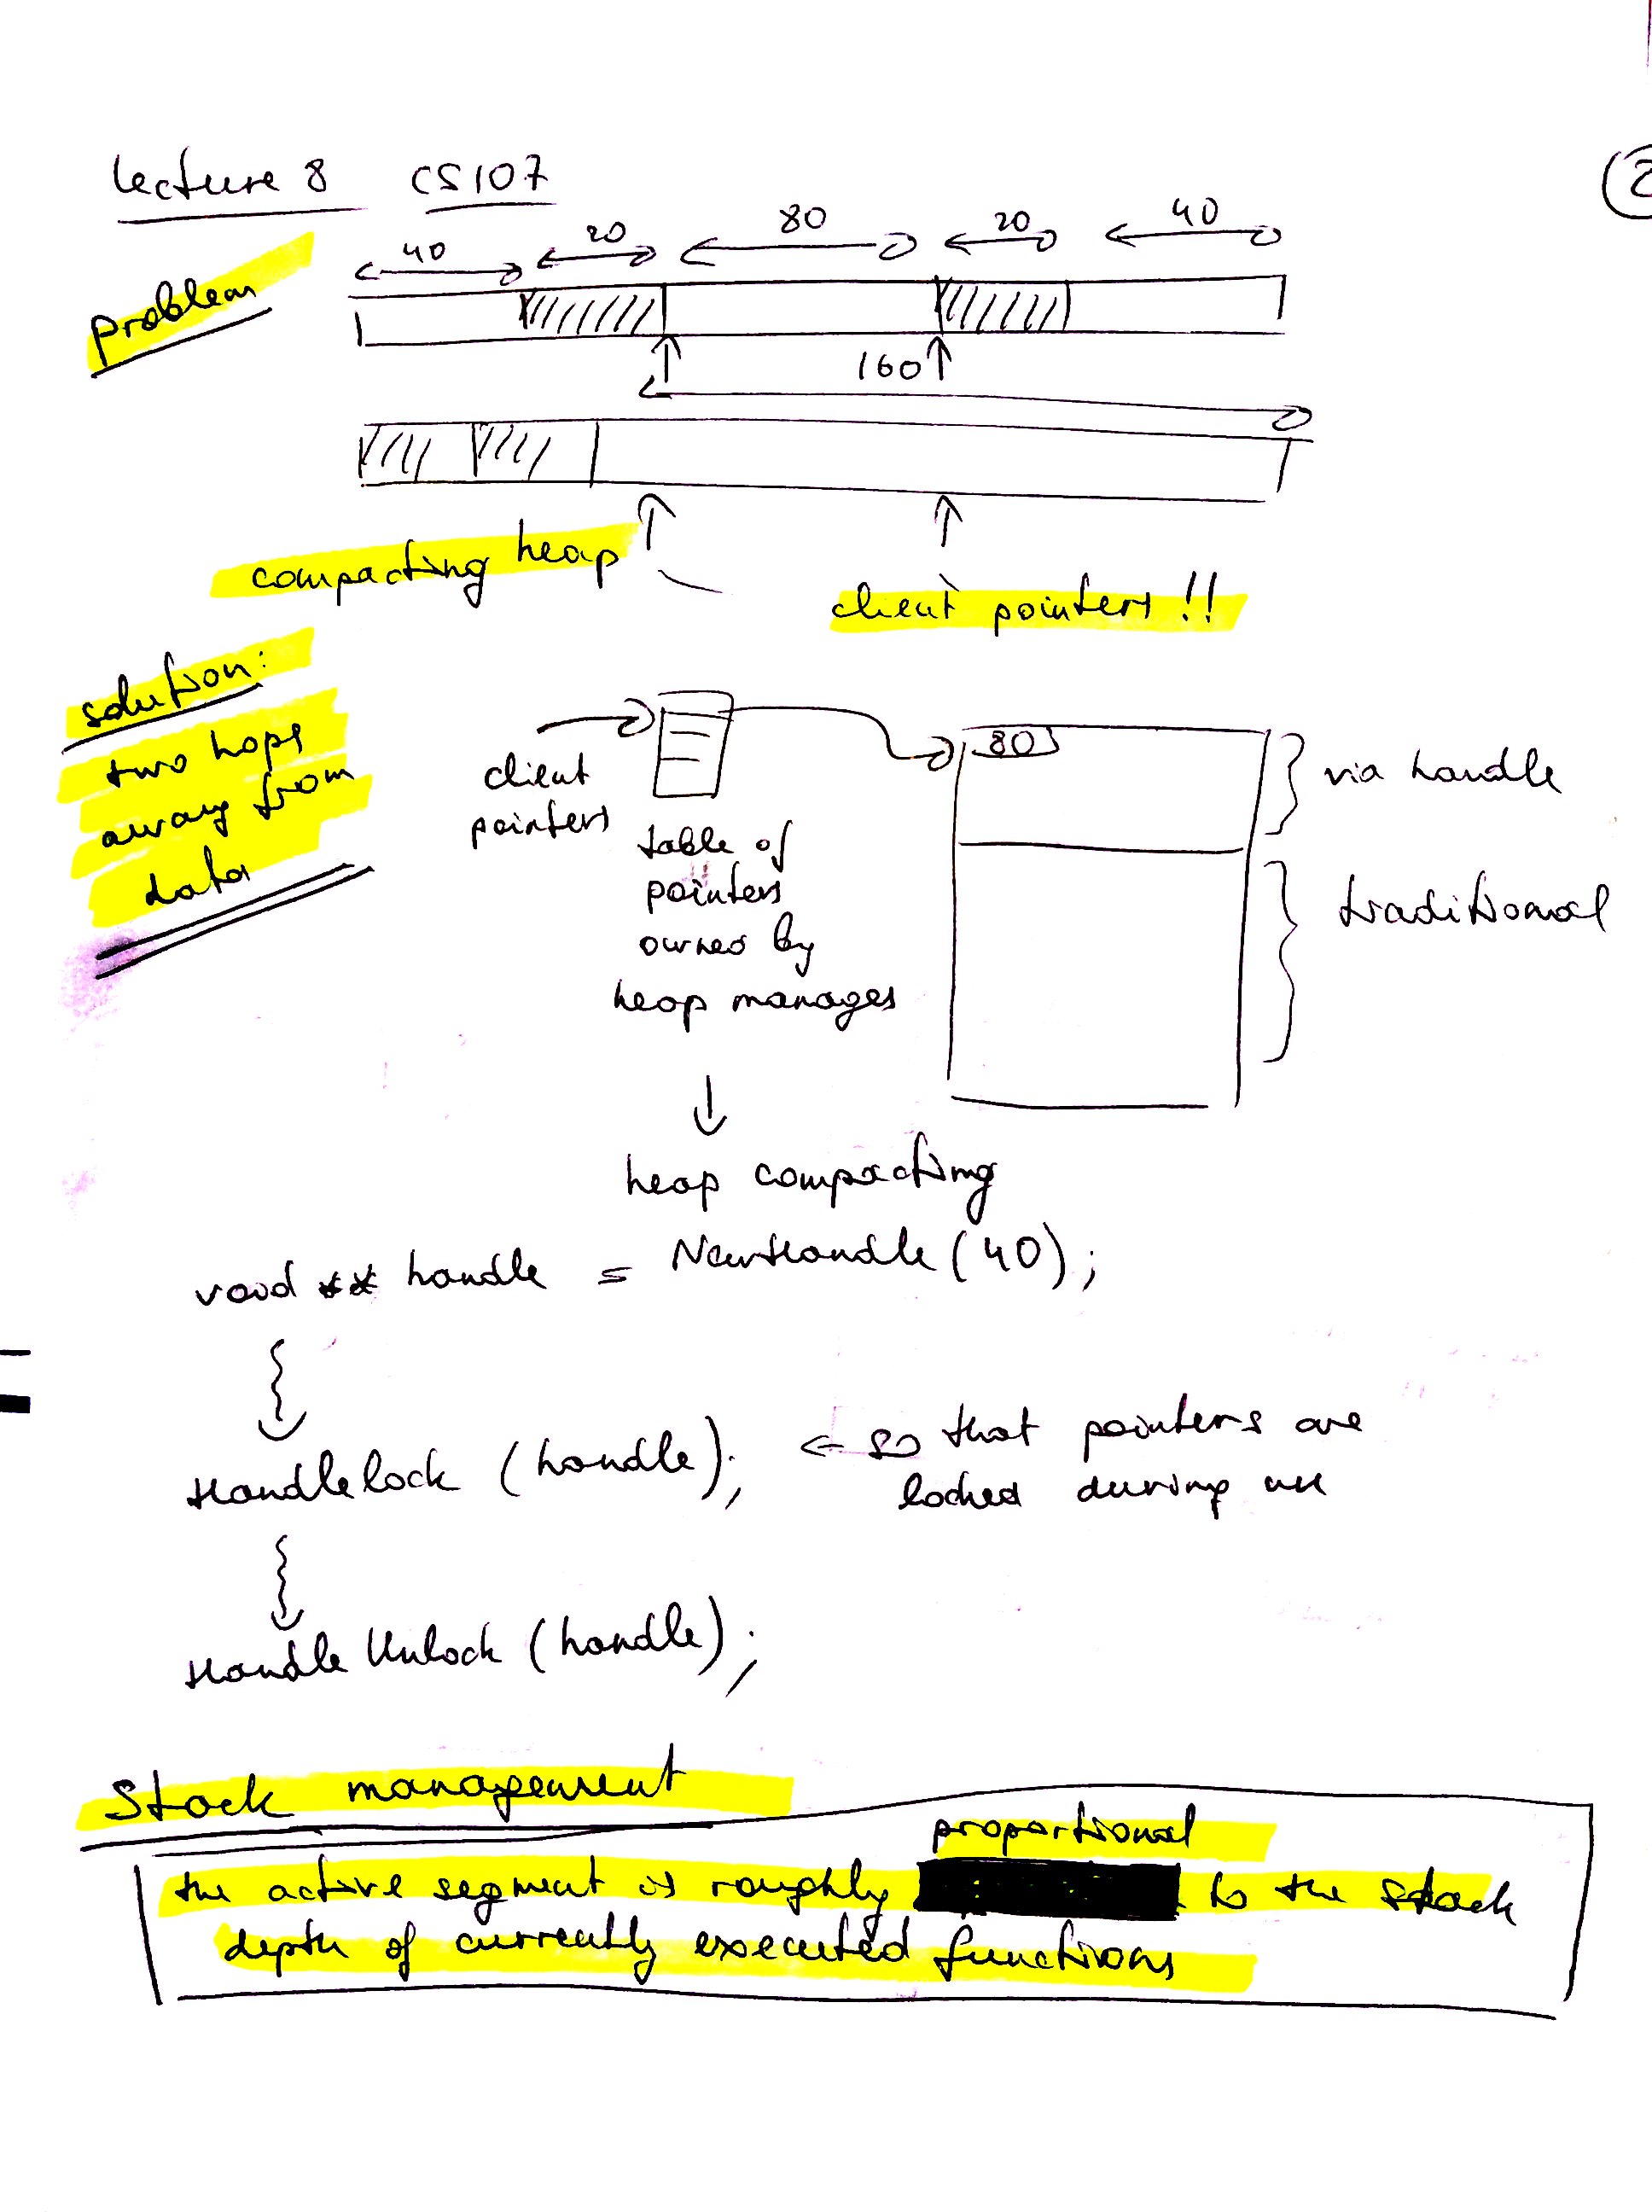 Lecture 8 CS107
2
40 20 80 20 40
Problem
160
compacting heap
client pointers!!
solution:
two hops
away from
data
client
pointers
80
via handle
table of
pointers
owned by
heap manager
traditional
heap compacting
void ** handle = NewHandle (40);
HandleLock (handle); ← so that pointers are
locked during use
HandleUnlock (handle);
Stack management
proportional
the active segment is roughly to the stack
depth of currently executed functions